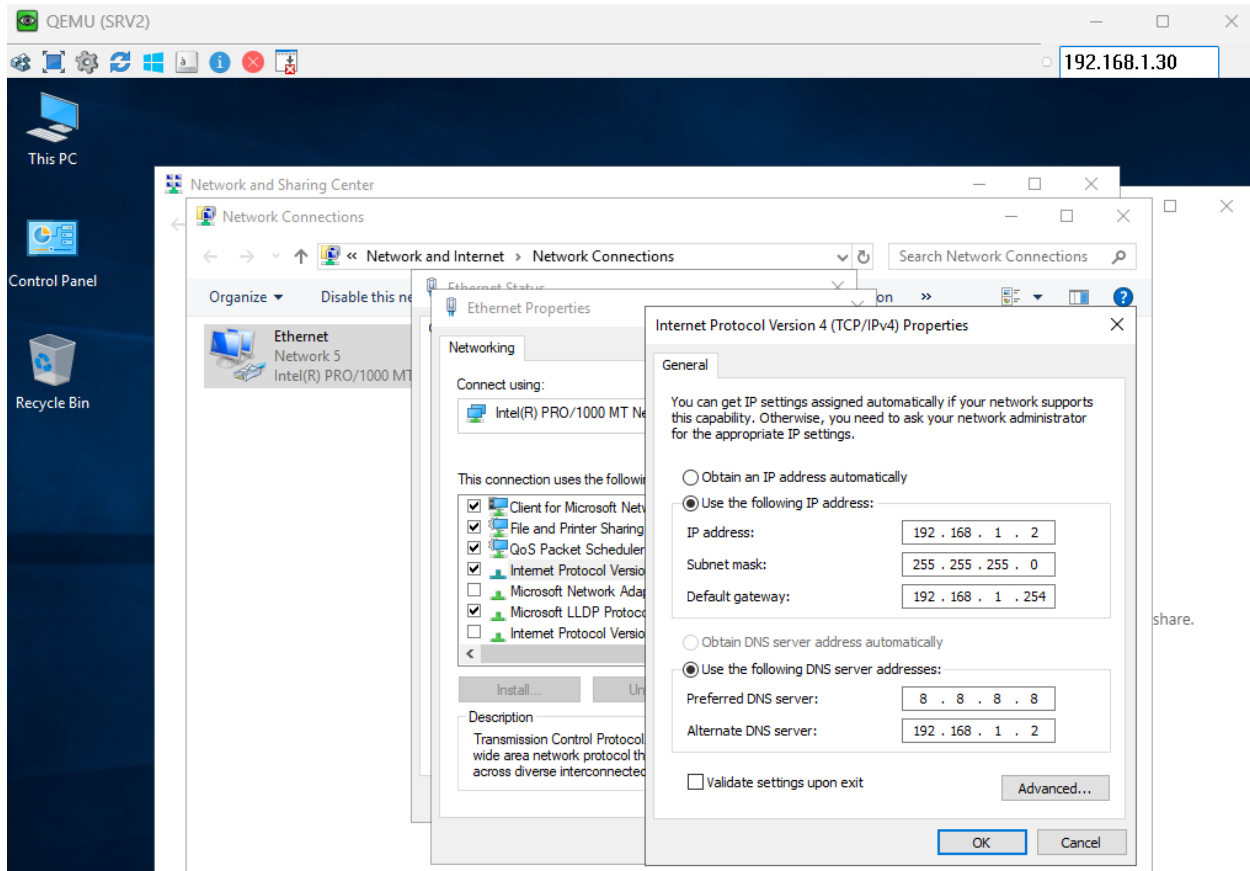 QEMU (SRV2)
192.168.1.30
This PC
Control Panel
Recycle Bin
Network and Sharing Center
Network Connections
« Network and Internet › Network Connections
Search Network Connections
Organize
Disable this ne
on
»
Ethernet
Network 5
Intel(R) PRO/1000 MT
Ethernet Status
Ethernet Properties
Networking
Connect using:
Intel(R) PRO/1000 MT Ne
This connection uses the followin
Client for Microsoft Netw
File and Printer Sharing
QoS Packet Scheduler
Internet Protocol Versio
Microsoft Network Adap
Microsoft LLDP Protoco
Internet Protocol Versio
Install...
Un
Description
Transmission Control Protocol
wide area network protocol th
across diverse interconnected
Internet Protocol Version 4 (TCP/IPv4) Properties
General
You can get IP settings assigned automatically if your network supports
this capability. Otherwise, you need to ask your network administrator
for the appropriate IP settings.
Obtain an IP address automatically
Use the following IP address:
IP address: 192 . 168 . 1 . 2
Subnet mask: 255 . 255 . 255 . 0
Default gateway: 192 . 168 . 1 . 254
Obtain DNS server address automatically
Use the following DNS server addresses:
Preferred DNS server: 8 . 8 . 8 . 8
Alternate DNS server: 192 . 168 . 1 . 2
Validate settings upon exit
Advanced...
OK
Cancel
share.